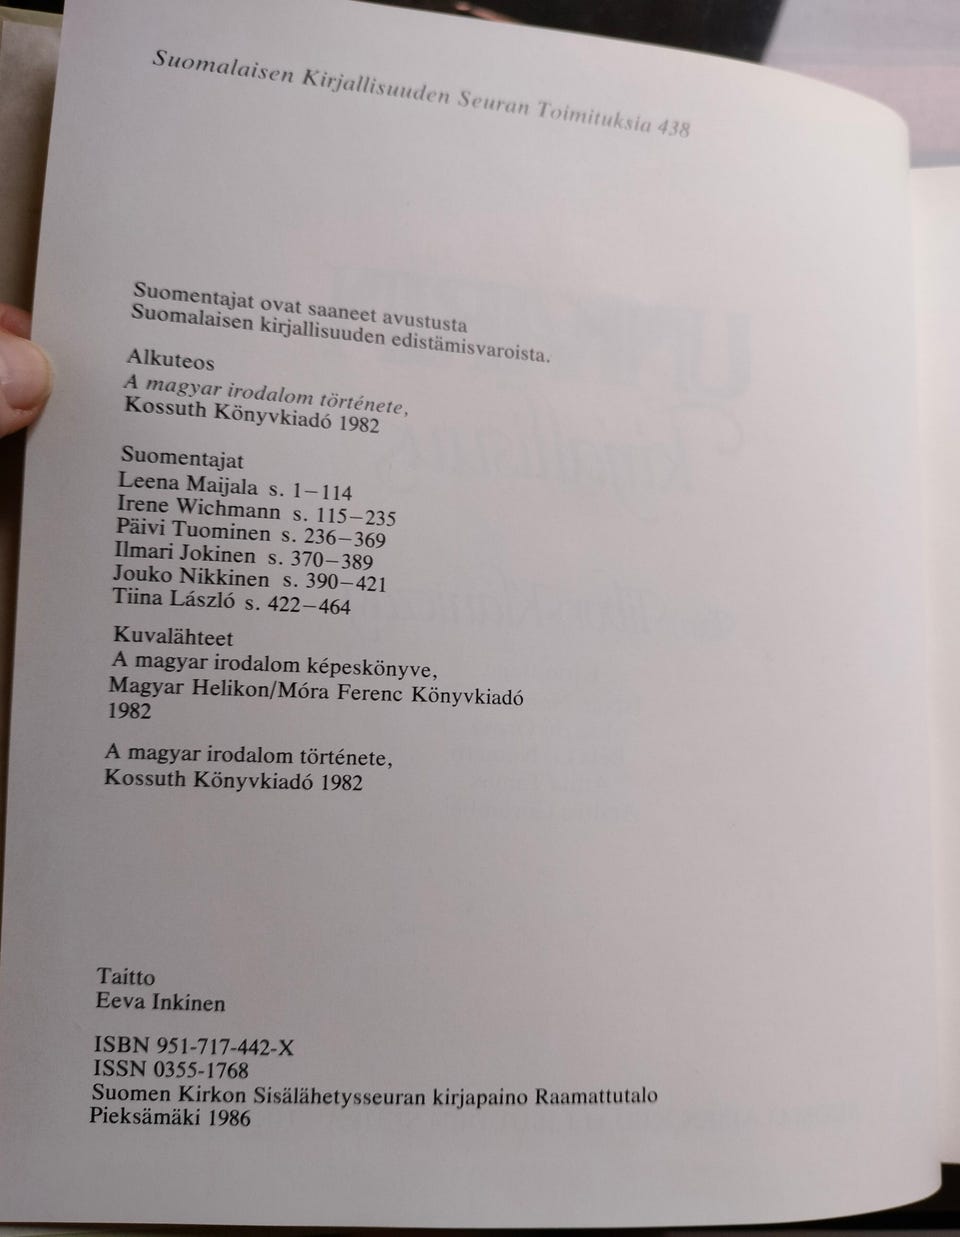 Suomalaisen Kirjallisuuden Seuran Toimituksia 438
Suomentajat ovat saaneet avustusta
Suomalaisen kirjallisuuden edistämisvaroista.
Alkuteos
A magyar irodalom története,
Kossuth Könyvkiadó 1982
Suomentajat
Leena Maijala s. 1–114
Irene Wichmann s. 115–235
Päivi Tuominen s. 236–369
Ilmari Jokinen s. 370–389
Jouko Nikkinen s. 390–421
Tiina László s. 422–464
Kuvalähteet
A magyar irodalom képeskönyve,
Magyar Helikon/Móra Ferenc Könyvkiadó
1982
A magyar irodalom története,
Kossuth Könyvkiadó 1982
Taitto
Eeva Inkinen
ISBN 951-717-442-X
ISSN 0355-1768
Suomen Kirkon Sisälähetysseuran kirjapaino Raamattutalo
Pieksämäki 1986